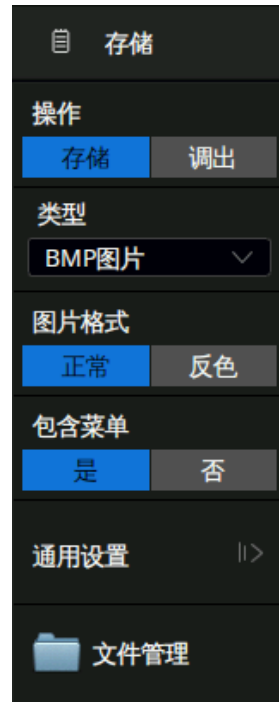 存储
操作
存储 调出
类型
BMP图片
图片格式
正常 反色
包含菜单
是 否
通用设置
文件管理